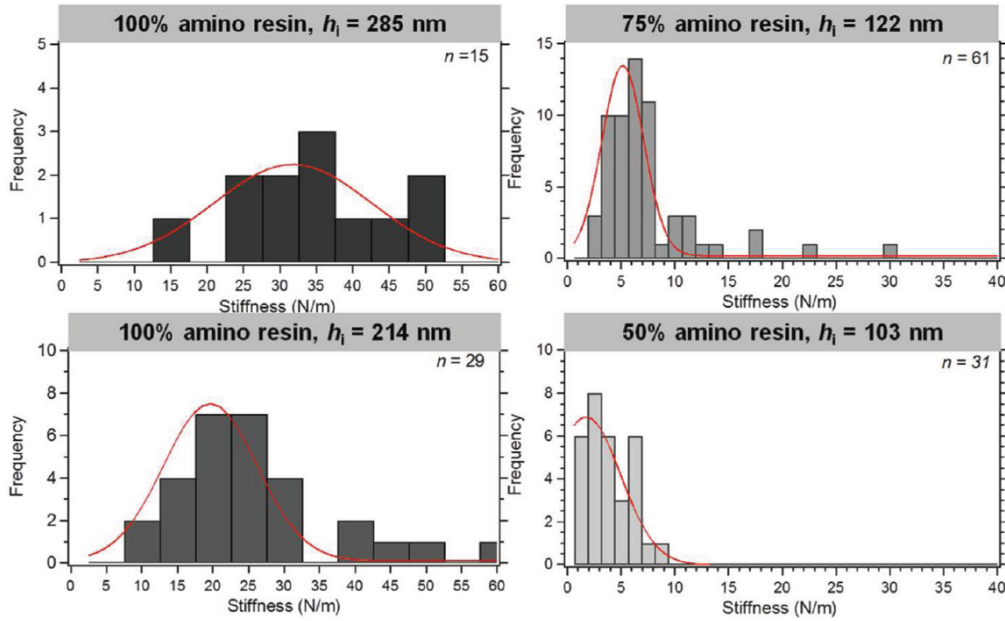 100% amino resin, hi = 285 nm
n =15
Frequency
5
4
3
2
1
0
0 5 10 15 20 25 30 35 40 45 50 55 60
Stiffness (N/m)
75% amino resin, hi = 122 nm
n = 61
Frequency
15
10
5
0
0 5 10 15 20 25 30 35 40
Stiffness (N/m)
100% amino resin, hi = 214 nm
n = 29
Frequency
10
8
6
4
2
0
0 5 10 15 20 25 30 35 40 45 50 55 60
Stiffness (N/m)
50% amino resin, hi = 103 nm
n = 31
Frequency
10
8
6
4
2
0
0 5 10 15 20 25 30 35 40
Stiffness (N/m)